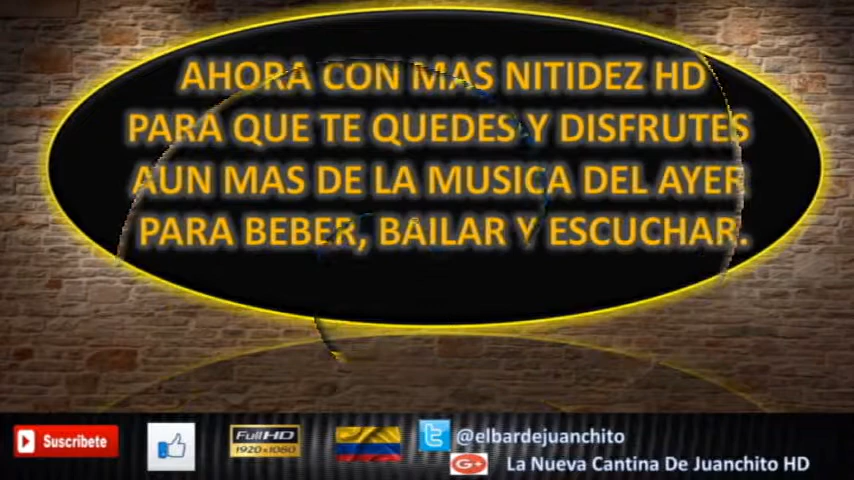 AHORA CON MAS NITIDEZ HD
PARA QUE TE QUEDES Y DISFRUTES
AUN MAS DE LA MUSICA DEL AYER
PARA BEBER, BAILAR Y ESCUCHAR.
Suscribete
Full HD
1920x1080
@elbardejuanchito
G+
La Nueva Cantina De Juanchito HD